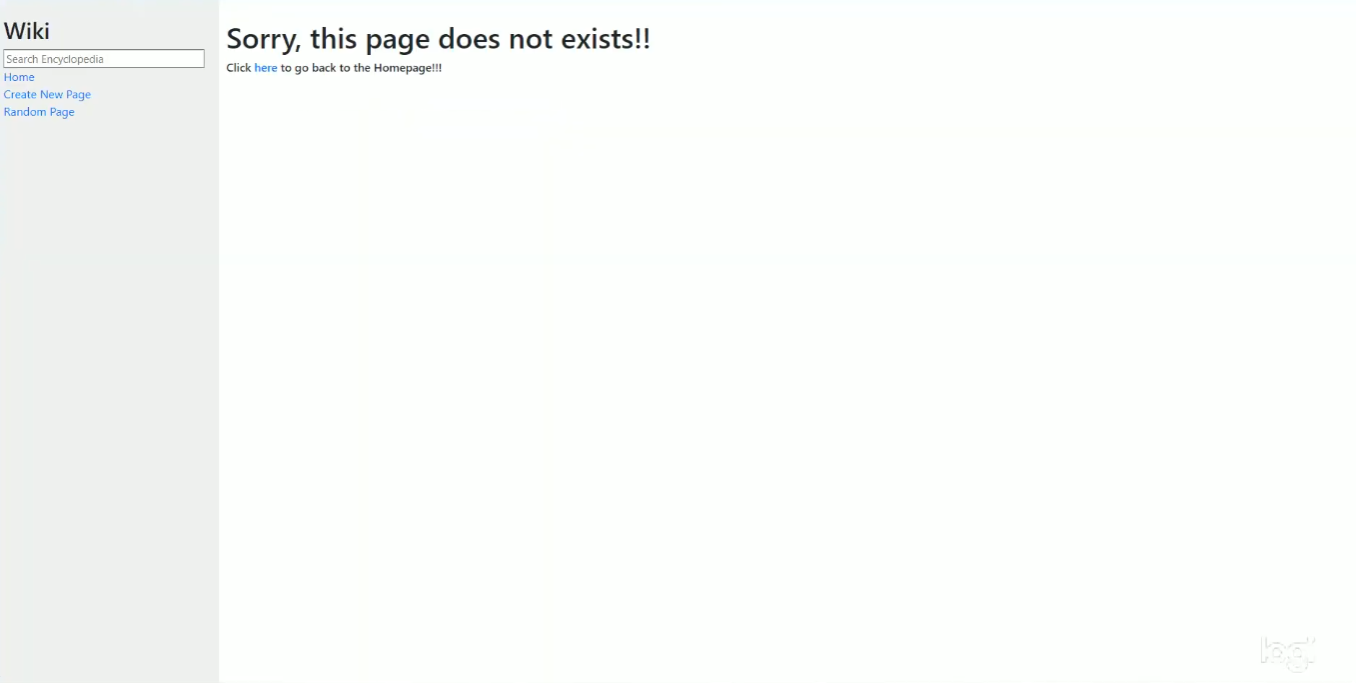 Wiki
Search Encyclopedia
Home
Create New Page
Random Page
Sorry, this page does not exists!!
Click here to go back to the Homepage!!!
logi